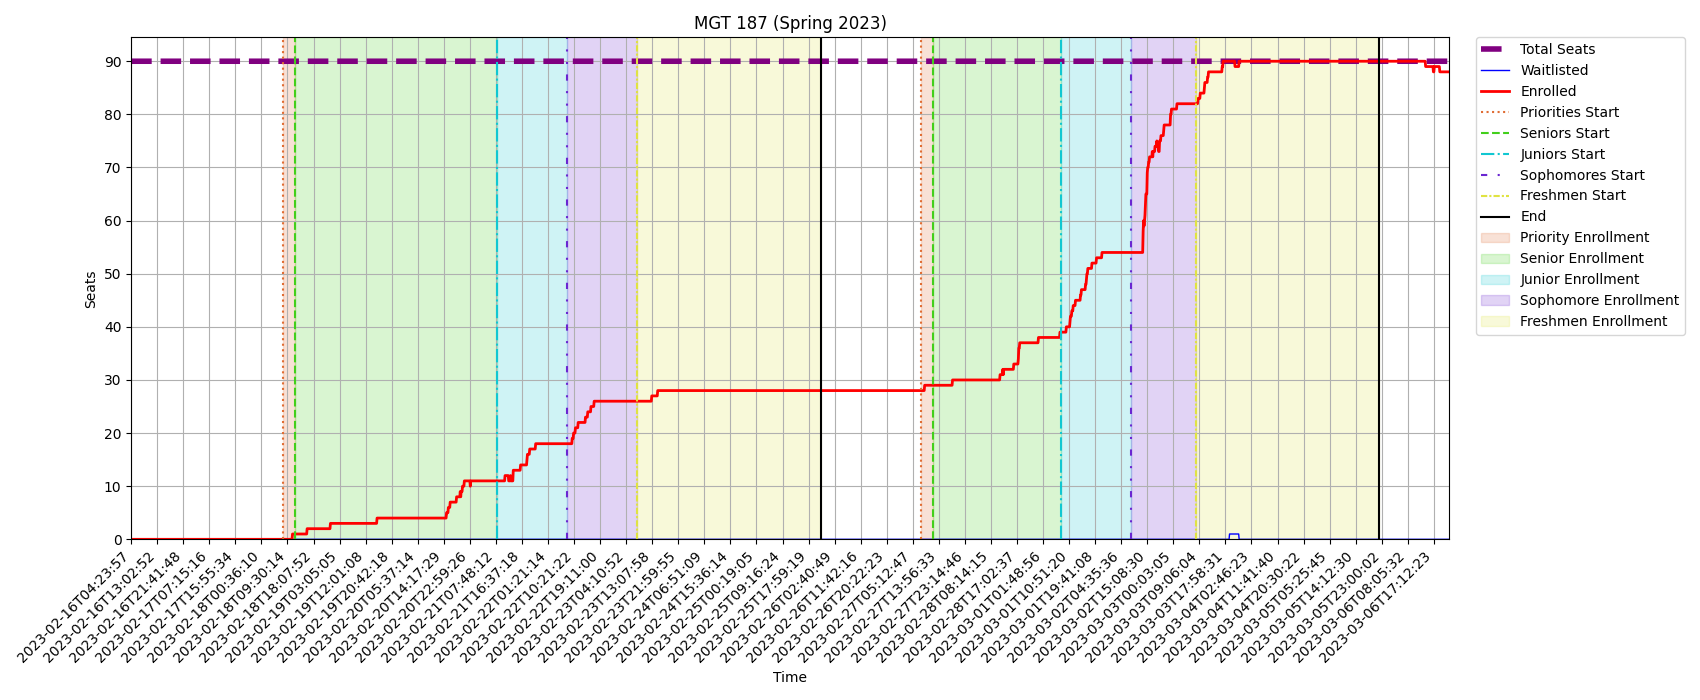 MGT 187 (Spring 2023)
Seats
90
80
70
60
50
40
30
20
10
0
2023-02-16T04:23:57
2023-02-16T13:02:52
2023-02-16T21:41:48
2023-02-17T07:15:16
2023-02-17T15:55:34
2023-02-18T00:36:10
2023-02-18T09:30:14
2023-02-18T18:07:52
2023-02-19T03:05:05
2023-02-19T12:01:08
2023-02-19T20:42:18
2023-02-20T05:37:14
2023-02-20T14:17:29
2023-02-20T22:59:26
2023-02-21T07:48:12
2023-02-21T16:37:18
2023-02-22T01:21:14
2023-02-22T10:21:22
2023-02-22T19:11:00
2023-02-23T04:10:52
2023-02-23T13:07:58
2023-02-23T21:59:55
2023-02-24T06:51:09
2023-02-24T15:36:14
2023-02-25T00:19:05
2023-02-25T09:16:24
2023-02-25T17:59:19
2023-02-26T02:40:49
2023-02-26T11:42:16
2023-02-26T20:22:23
2023-02-27T05:12:47
2023-02-27T13:56:33
2023-02-27T23:14:46
2023-02-28T08:14:15
2023-02-28T17:02:37
2023-03-01T01:48:56
2023-03-01T10:51:20
2023-03-01T19:41:08
2023-03-02T04:35:36
2023-03-02T15:08:30
2023-03-03T00:03:05
2023-03-03T09:06:04
2023-03-03T17:58:31
2023-03-04T02:46:23
2023-03-04T11:41:40
2023-03-04T20:30:22
2023-03-05T05:25:45
2023-03-05T14:12:30
2023-03-05T23:00:02
2023-03-06T08:05:32
2023-03-06T17:12:23
Time
Total Seats
Waitlisted
Enrolled
Priorities Start
Seniors Start
Juniors Start
Sophomores Start
Freshmen Start
End
Priority Enrollment
Senior Enrollment
Junior Enrollment
Sophomore Enrollment
Freshmen Enrollment